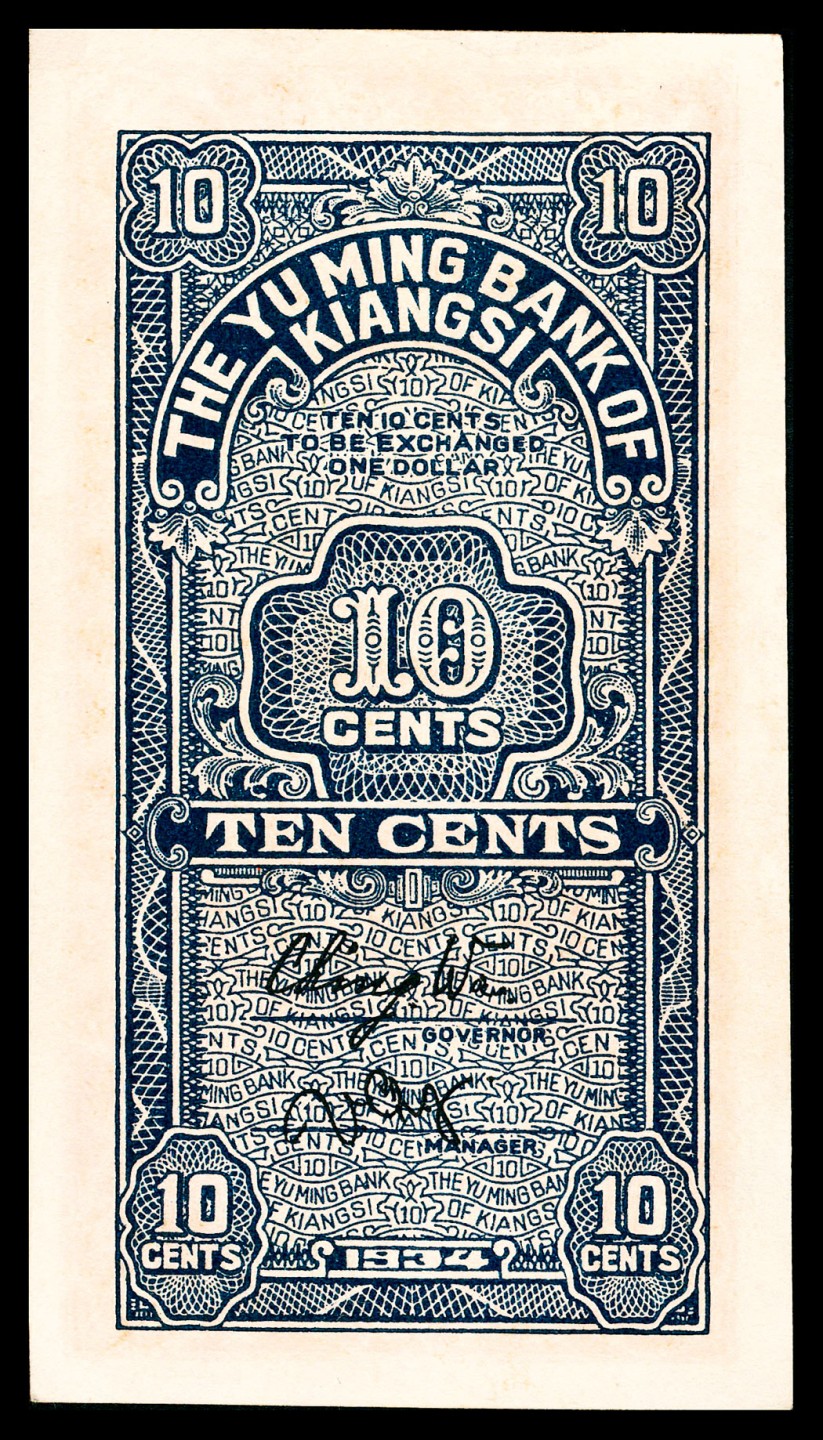 10 10
THE YU MING BANK OF
KIANGSI
TEN 10 CENTS
TO BE EXCHANGED
ONE DOLLAR
10
CENTS
TEN CENTS
GOVERNOR
MANAGER
10 10
CENTS CENTS
1934